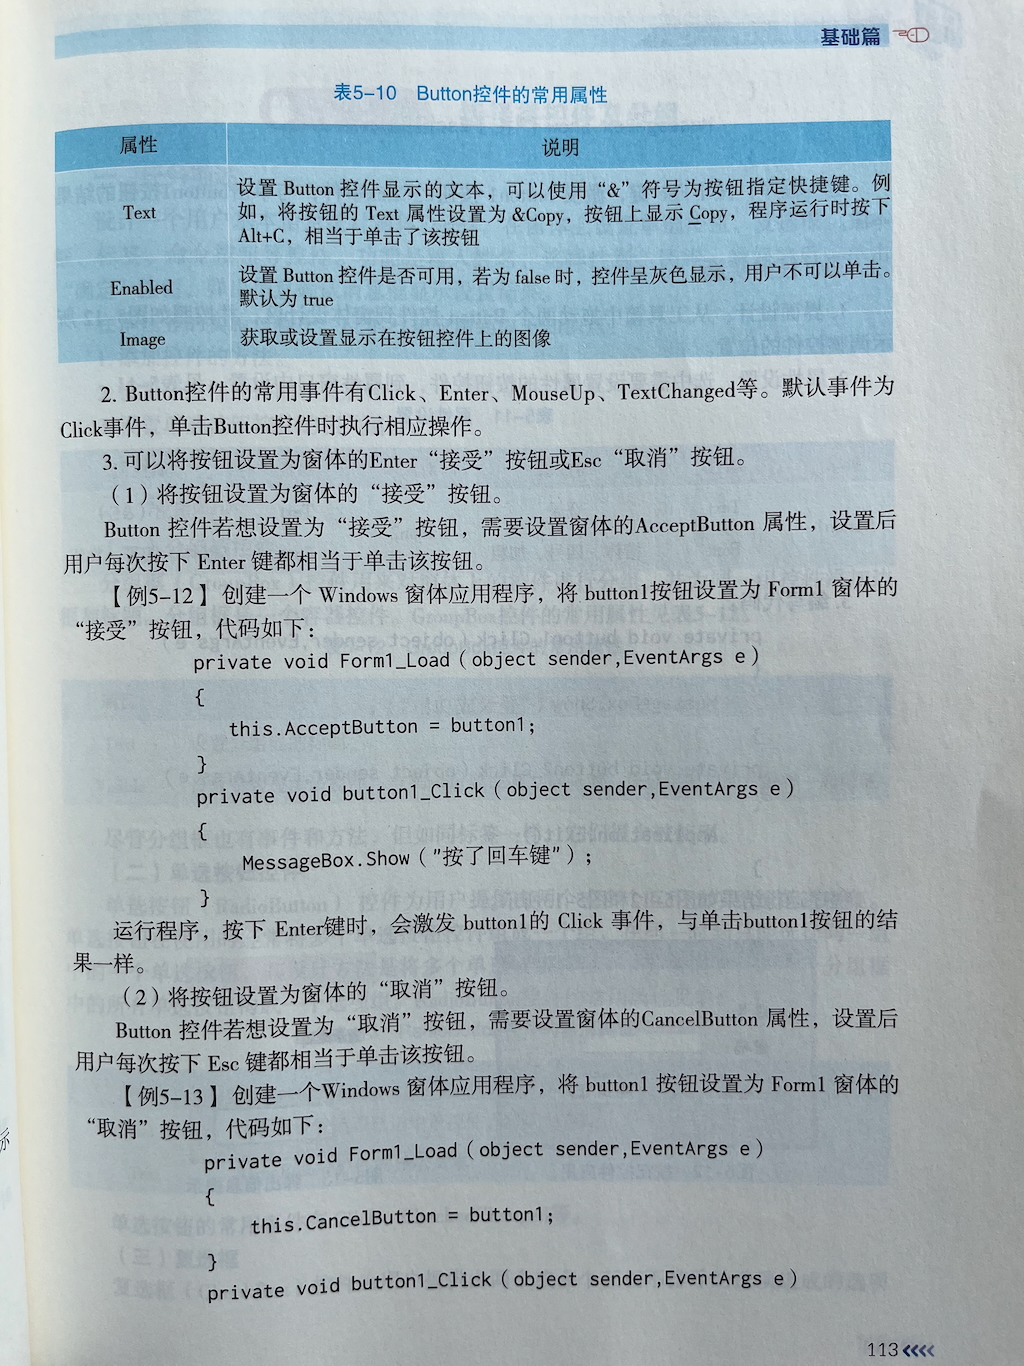 基础篇
表5-10 Button控件的常用属性
属性 说明
Text
设置 Button 控件显示的文本，可以使用“&”符号为按钮指定快捷键。例
如，将按钮的 Text 属性设置为 &Copy，按钮上显示 Copy，程序运行时按下
Alt+C，相当于单击了该按钮
Enabled
设置 Button 控件是否可用，若为 false 时，控件呈灰色显示，用户不可以单击。
默认为 true
Image 获取或设置显示在按钮控件上的图像
2. Button控件的常用事件有Click、Enter、MouseUp、TextChanged等。默认事件为
Click事件，单击Button控件时执行相应操作。
3. 可以将按钮设置为窗体的Enter“接受”按钮或Esc“取消”按钮。
（1）将按钮设置为窗体的“接受”按钮。
Button 控件若想设置为“接受”按钮，需要设置窗体的AcceptButton 属性，设置后
用户每次按下 Enter 键都相当于单击该按钮。
【例5-12】创建一个 Windows 窗体应用程序，将 button1按钮设置为 Form1 窗体的
“接受”按钮，代码如下：
private void Form1_Load（object sender,EventArgs e）
{
this.AcceptButton = button1;
}
private void button1_Click（object sender,EventArgs e）
{
MessageBox.Show（"按了回车键"）;
}
运行程序，按下 Enter键时，会激发 button1的 Click 事件，与单击button1按钮的结
果一样。
（2）将按钮设置为窗体的“取消”按钮。
Button 控件若想设置为“取消”按钮，需要设置窗体的CancelButton 属性，设置后
用户每次按下 Esc 键都相当于单击该按钮。
【例5-13】创建一个Windows 窗体应用程序，将 button1 按钮设置为 Form1 窗体的
“取消”按钮，代码如下：
private void Form1_Load（object sender,EventArgs e）
{
this.CancelButton = button1;
}
private void button1_Click（object sender,EventArgs e）
113